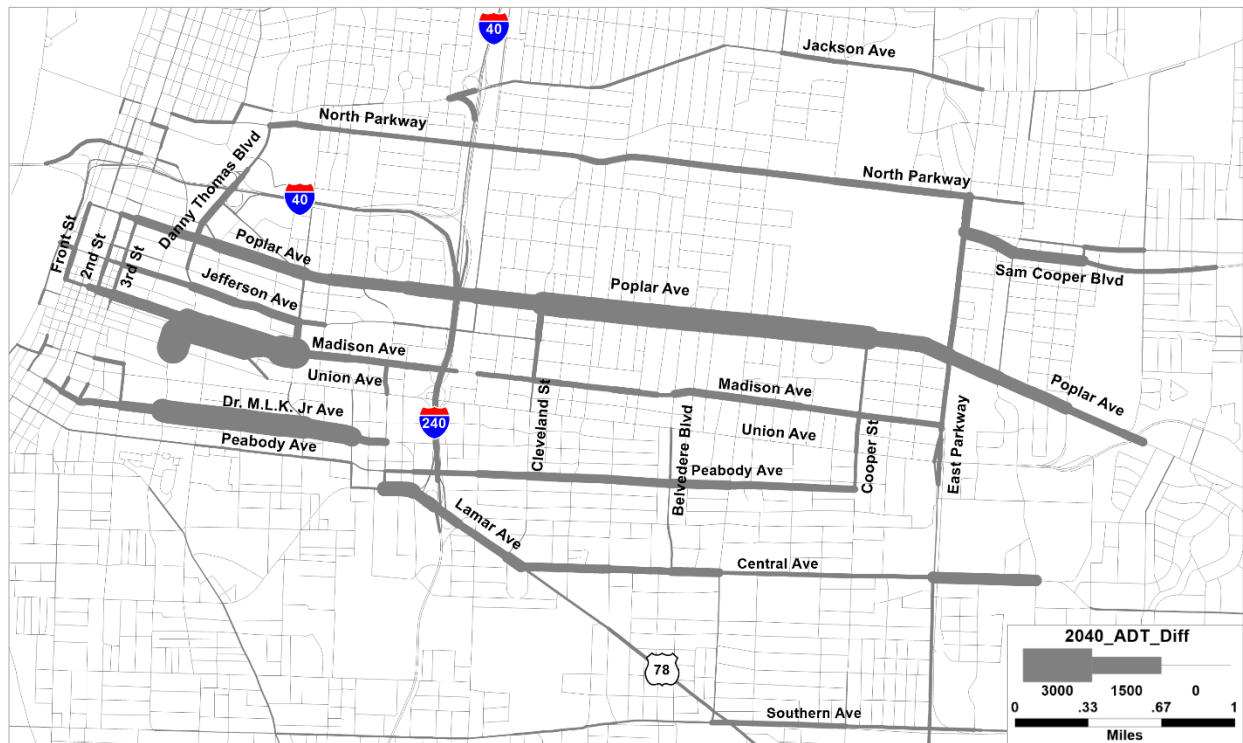 40
Jackson Ave
North Parkway
Danny Thomas Blvd
North Parkway
40
Front St
2nd St
3rd St
Poplar Ave
Jefferson Ave
Poplar Ave
Sam Cooper Blvd
Madison Ave
Union Ave
Madison Ave
Poplar Ave
Dr. M.L.K. Jr Ave
240
Cleveland St
Belvedere Blvd
Union Ave
Cooper St
East Parkway
Peabody Ave
Peabody Ave
Lamar Ave
Central Ave
78
Southern Ave
2040_ADT_Diff
3000 1500 0
0 .33 .67 1
Miles